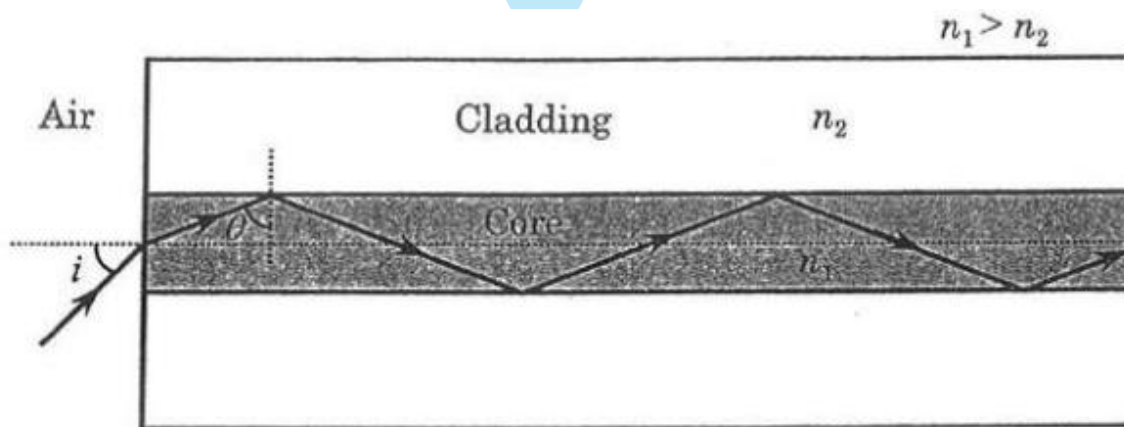 n₁ > n₂
Air
Cladding n₂
θ
Core
i
n₁